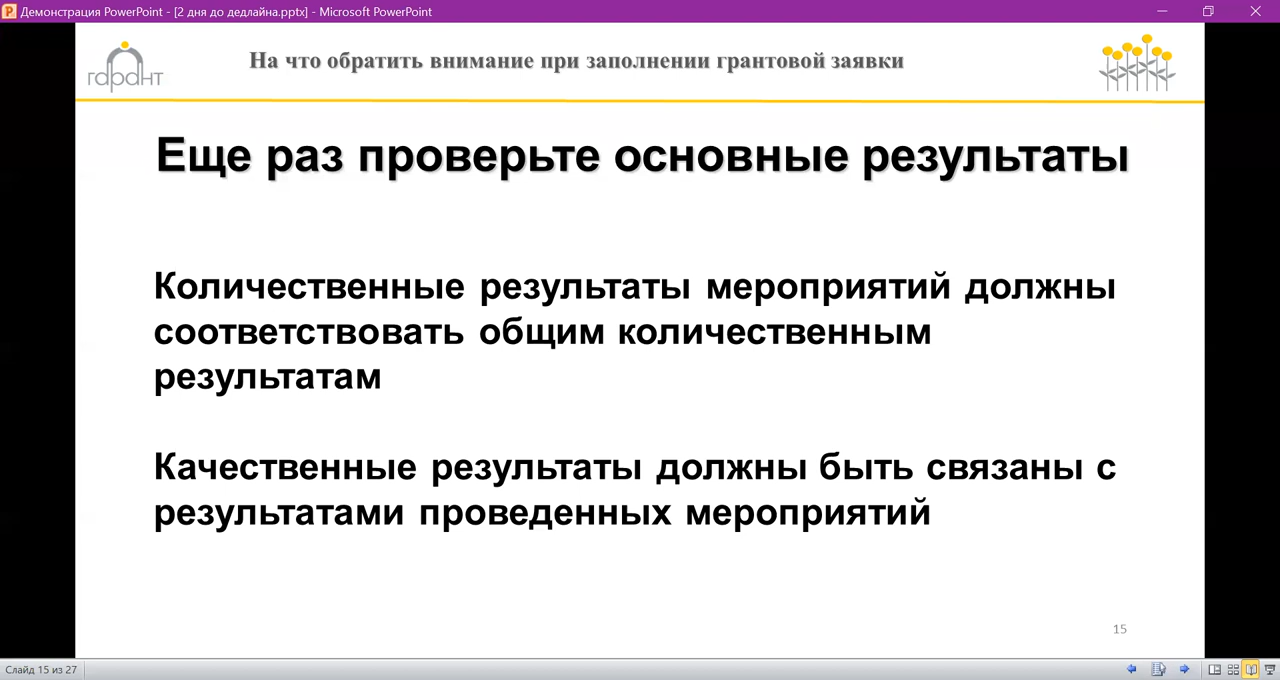 Демонстрация PowerPoint - [2 дня до дедлайна.pptx] - Microsoft PowerPoint
гарант
На что обратить внимание при заполнении грантовой заявки
Еще раз проверьте основные результаты
Количественные результаты мероприятий должны
соответствовать общим количественным
результатам
Качественные результаты должны быть связаны с
результатами проведенных мероприятий
15
Слайд 15 из 27